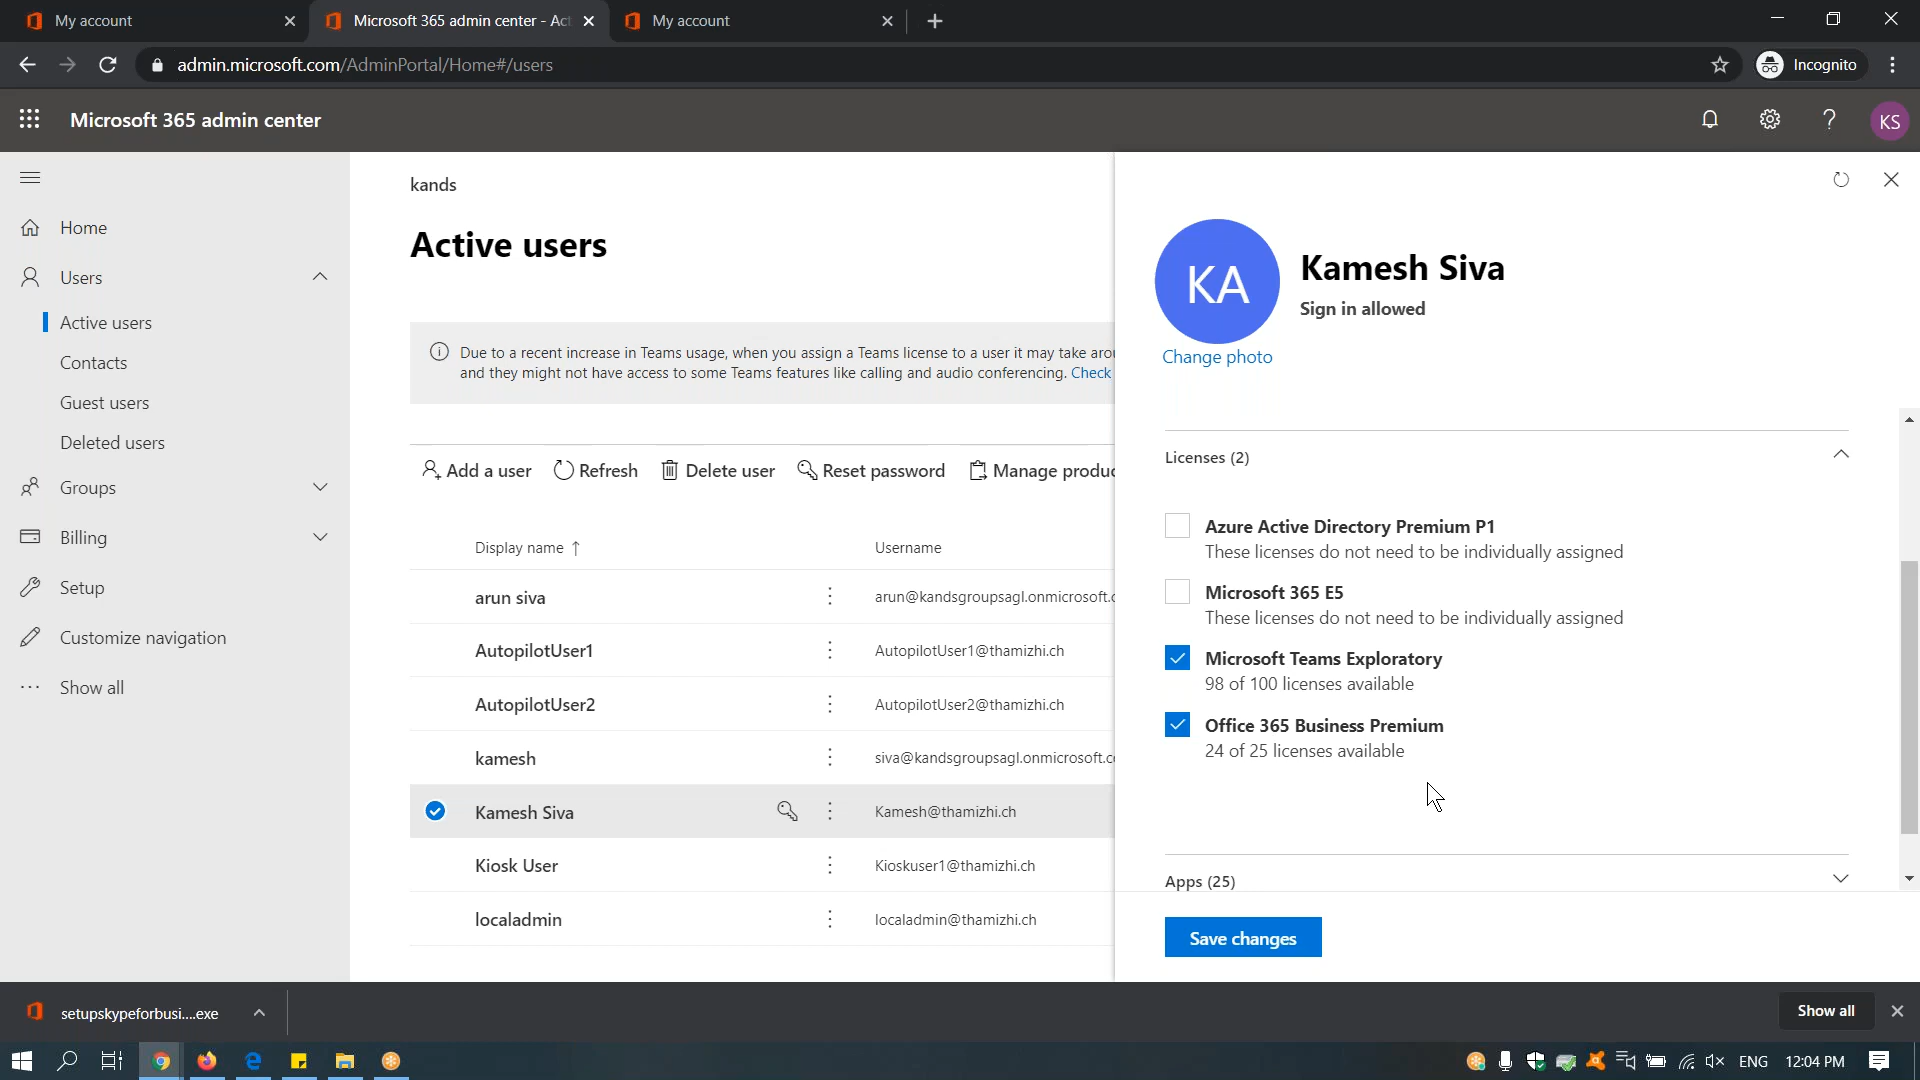 My account
Microsoft 365 admin center - Act
My account
admin.microsoft.com/AdminPortal/Home#/users
Incognito
Microsoft 365 admin center
KS
Home
Users
Active users
Contacts
Guest users
Deleted users
Groups
Billing
Setup
Customize navigation
Show all
kands
Active users
Due to a recent increase in Teams usage, when you assign a Teams license to a user it may take arou
and they might not have access to some Teams features like calling and audio conferencing. Check
Add a user
Refresh
Delete user
Reset password
Manage produc
Display name ↑
Username
arun siva
arun@kandsgroupsagl.onmicrosoft.c
AutopilotUser1
AutopilotUser1@thamizhi.ch
AutopilotUser2
AutopilotUser2@thamizhi.ch
kamesh
siva@kandsgroupsagl.onmicrosoft.co
Kamesh Siva
Kamesh@thamizhi.ch
Kiosk User
Kioskuser1@thamizhi.ch
localadmin
localadmin@thamizhi.ch
KA
Kamesh Siva
Sign in allowed
Change photo
Licenses (2)
Azure Active Directory Premium P1
These licenses do not need to be individually assigned
Microsoft 365 E5
These licenses do not need to be individually assigned
Microsoft Teams Exploratory
98 of 100 licenses available
Office 365 Business Premium
24 of 25 licenses available
Apps (25)
Save changes
setupskypeforbusi....exe
Show all
ENG
12:04 PM